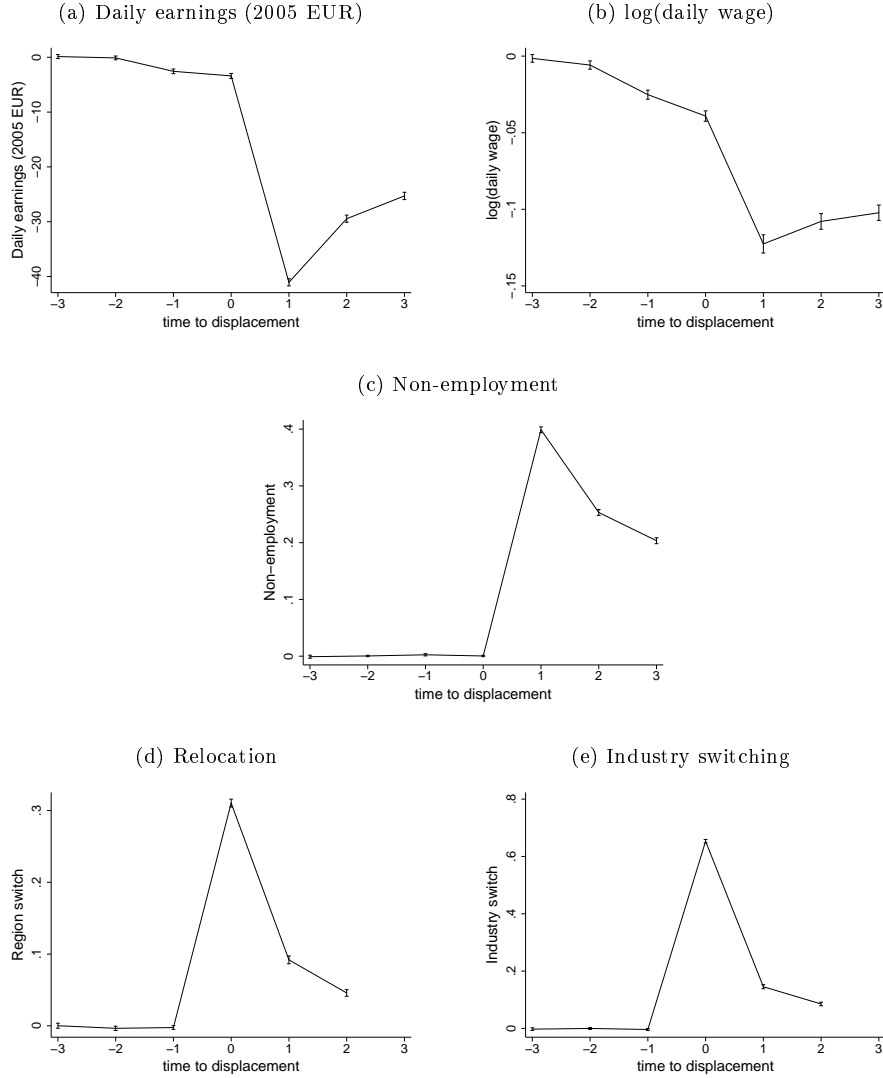 (a) Daily earnings (2005 EUR)
Daily earnings (2005 EUR)
0
−10
−20
−30
−40
−3 −2 −1 0 1 2 3
time to displacement
(b) log(daily wage)
log(daily wage)
0
−.05
−.1
−.15
−3 −2 −1 0 1 2 3
time to displacement
(c) Non-employment
Non−employment
.4
.3
.2
.1
0
−3 −2 −1 0 1 2 3
time to displacement
(d) Relocation
Region switch
.3
.2
.1
0
−3 −2 −1 0 1 2 3
time to displacement
(e) Industry switching
Industry switch
.8
.6
.4
.2
0
−3 −2 −1 0 1 2 3
time to displacement